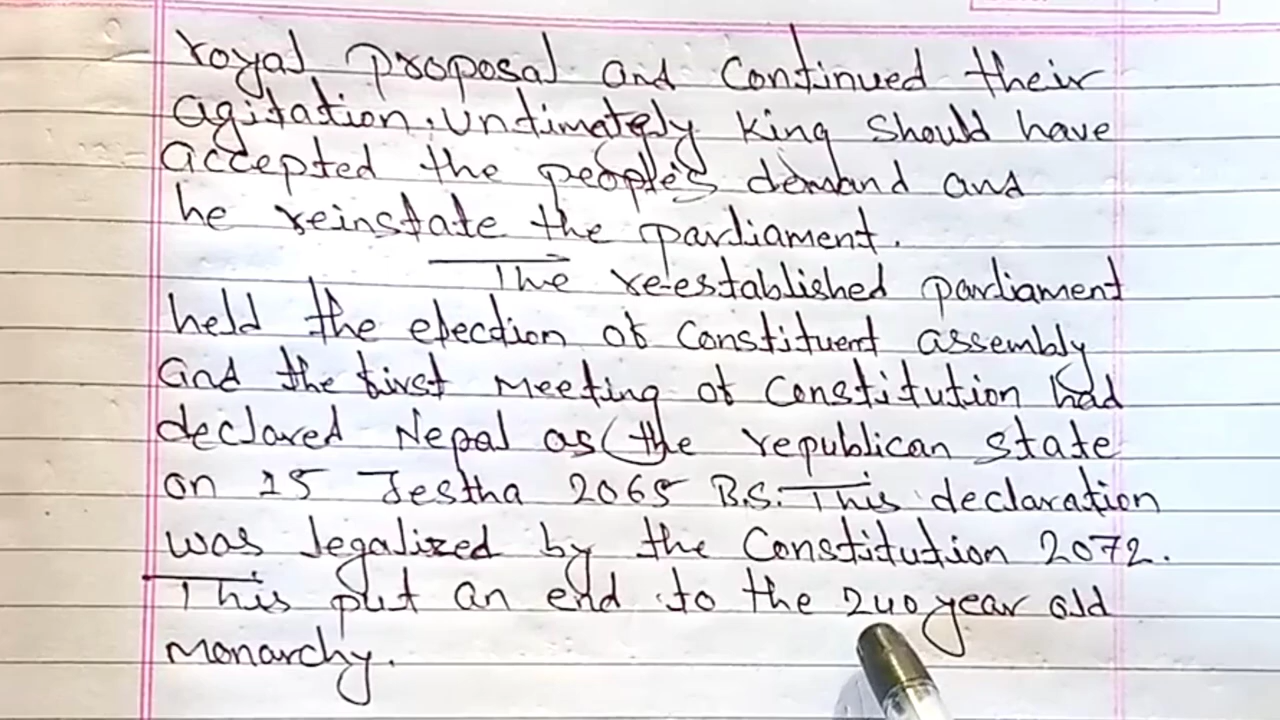 royal proposal and continued their
agitation. Untimately king should have
accepted the people's demand and
he reinstate the parliament.
The re-established parliament
held the election of constituent assembly
and the first meeting of constitution had
declared Nepal as the republican state
on 15 Jestha 2065 B.S. This declaration
was legalized by the constitution 2072.
This put an end to the 240 year old
monarchy.